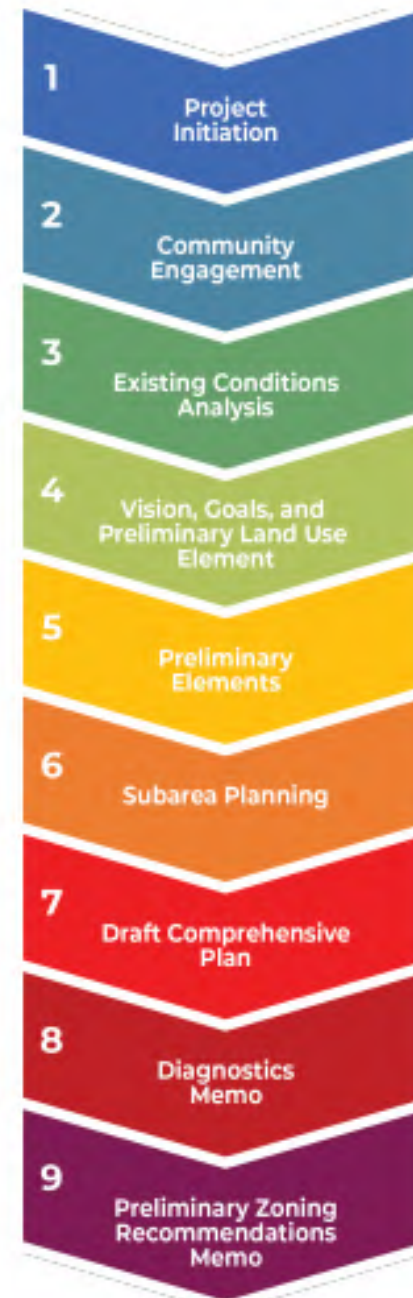 1
Project
Initiation
2
Community
Engagement
3
Existing Conditions
Analysis
4
Vision, Goals, and
Preliminary Land Use
Element
5
Preliminary
Elements
6
Subarea Planning
7
Draft Comprehensive
Plan
8
Diagnostics
Memo
9
Preliminary Zoning
Recommendations
Memo